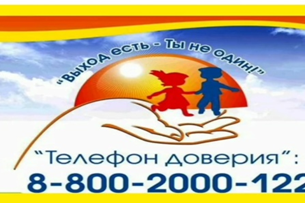 "Выход есть - Ты не один!"
"Телефон доверия":
8-800-2000-122